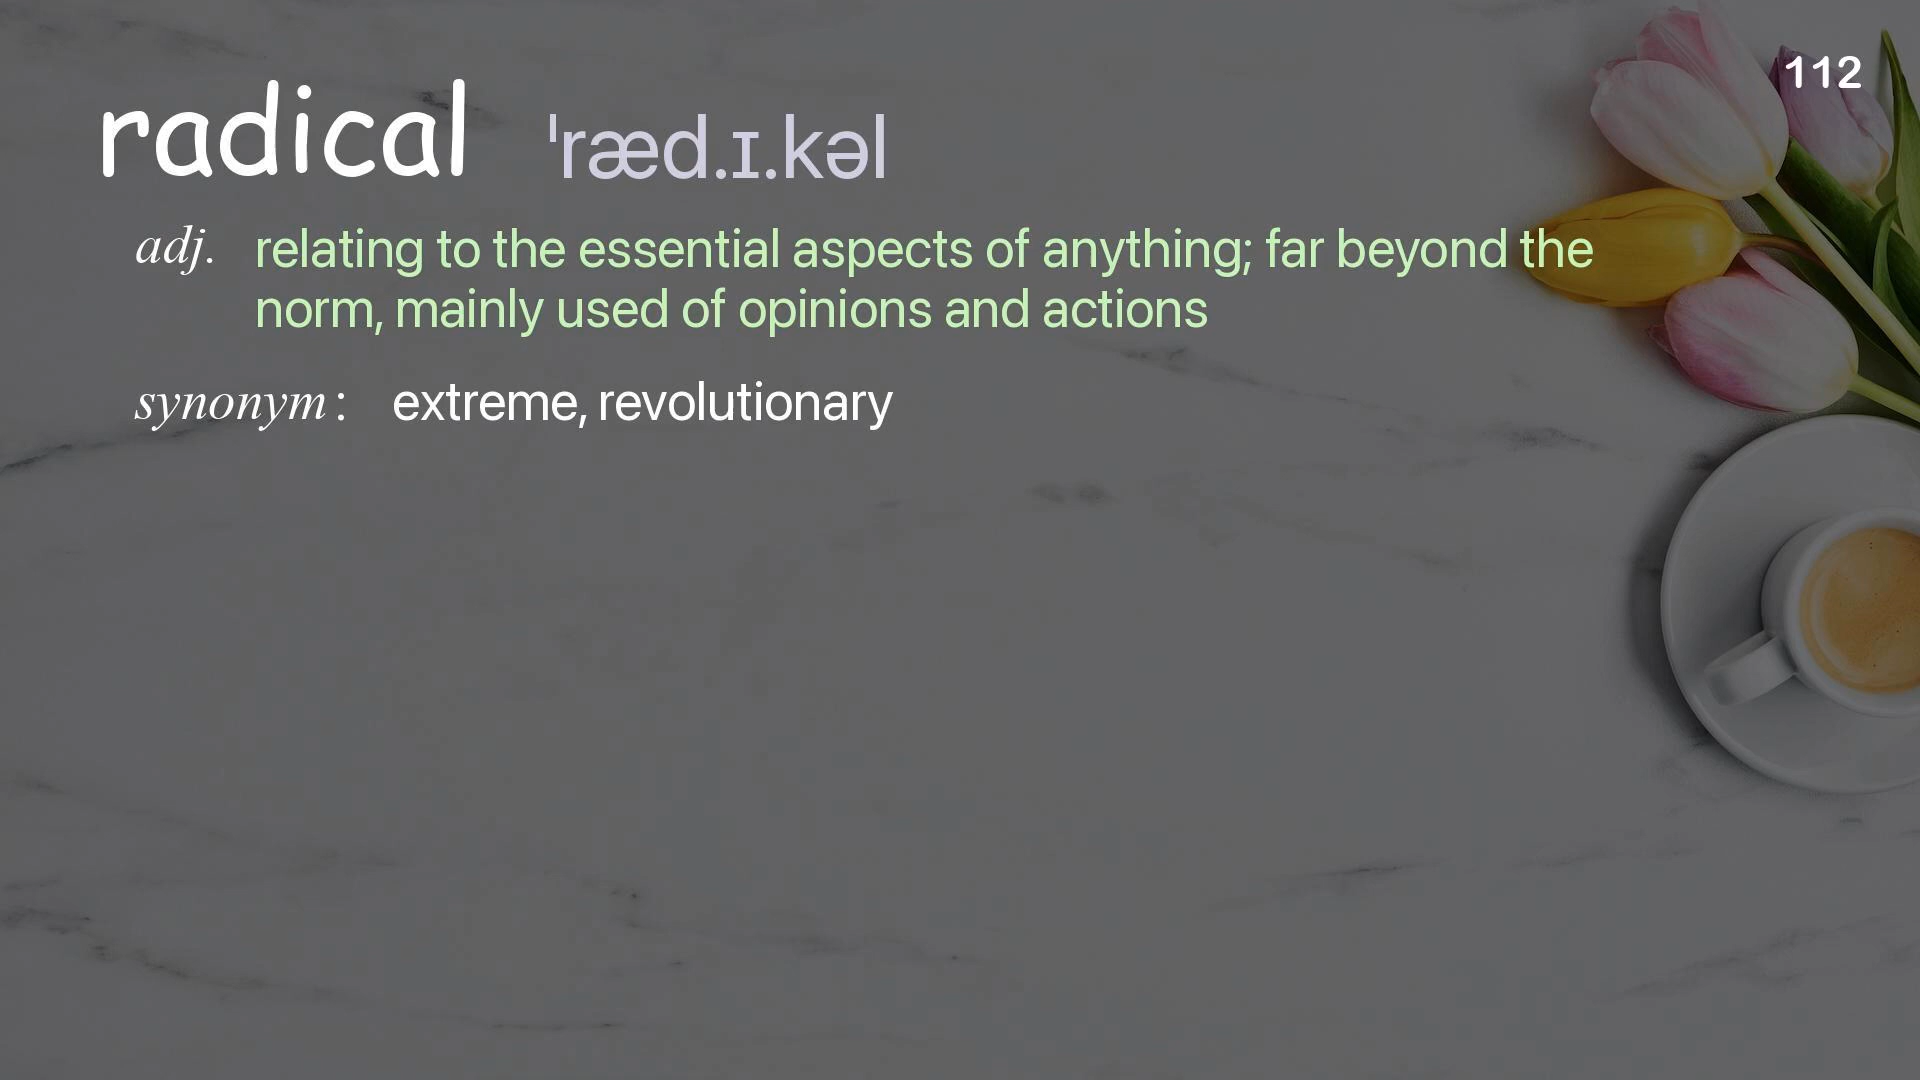 112
radical ˈræd.ɪ.kəl
adj. relating to the essential aspects of anything; far beyond the
norm, mainly used of opinions and actions
synonym : extreme, revolutionary